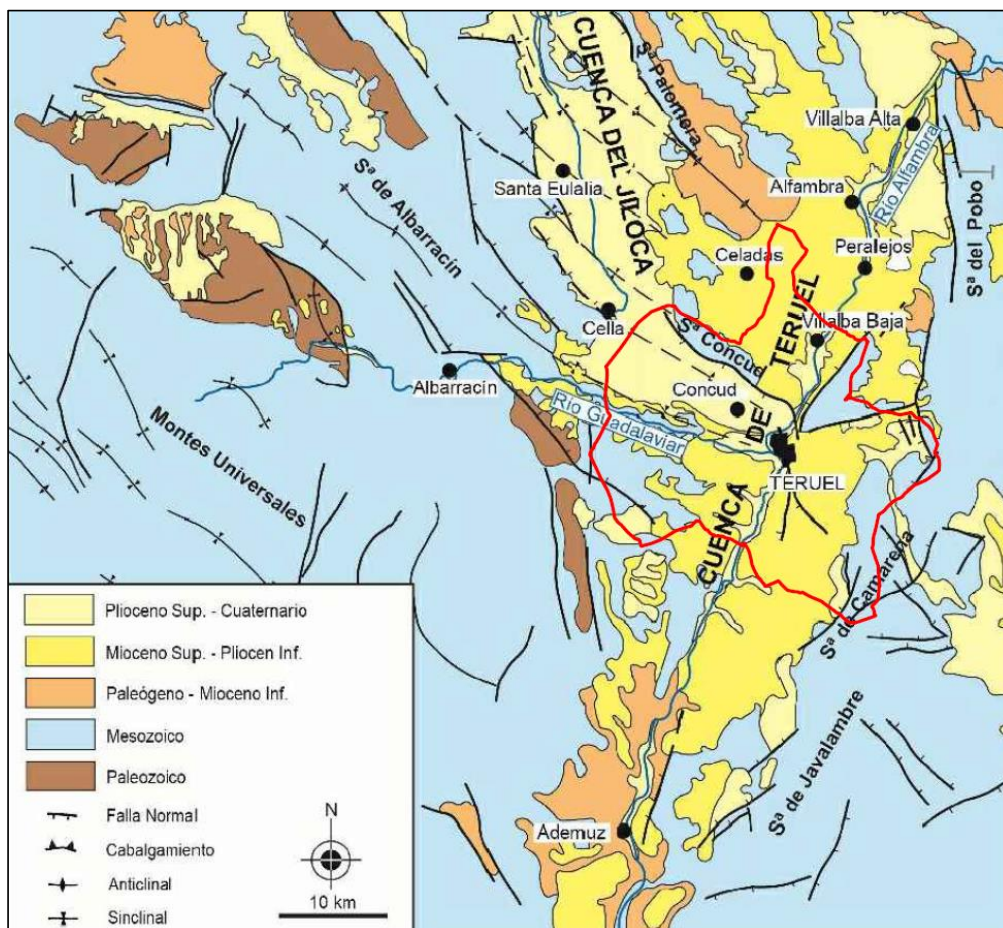 CUENCA DEL JILOCA
Sª Palomera
Villalba Alta
Río Alfambra
Santa Eulalia
Alfambra
Sª de Albarracín
Sª del Pobo
Peralejos
Celadas
TERUEL
Cella
Sª Concud
Villalba Baja
Albarracín
Concud
DE
Río Guadalaviar
Montes Universales
TERUEL
CUENCA
Sª de Camarena
Sª de Javalambre
Ademuz
Plioceno Sup. - Cuaternario
Mioceno Sup. - Pliocen Inf.
Paleógeno - Mioceno Inf.
Mesozoico
Paleozoico
Falla Normal
Cabalgamiento
Anticlinal
Sinclinal
N
10 km